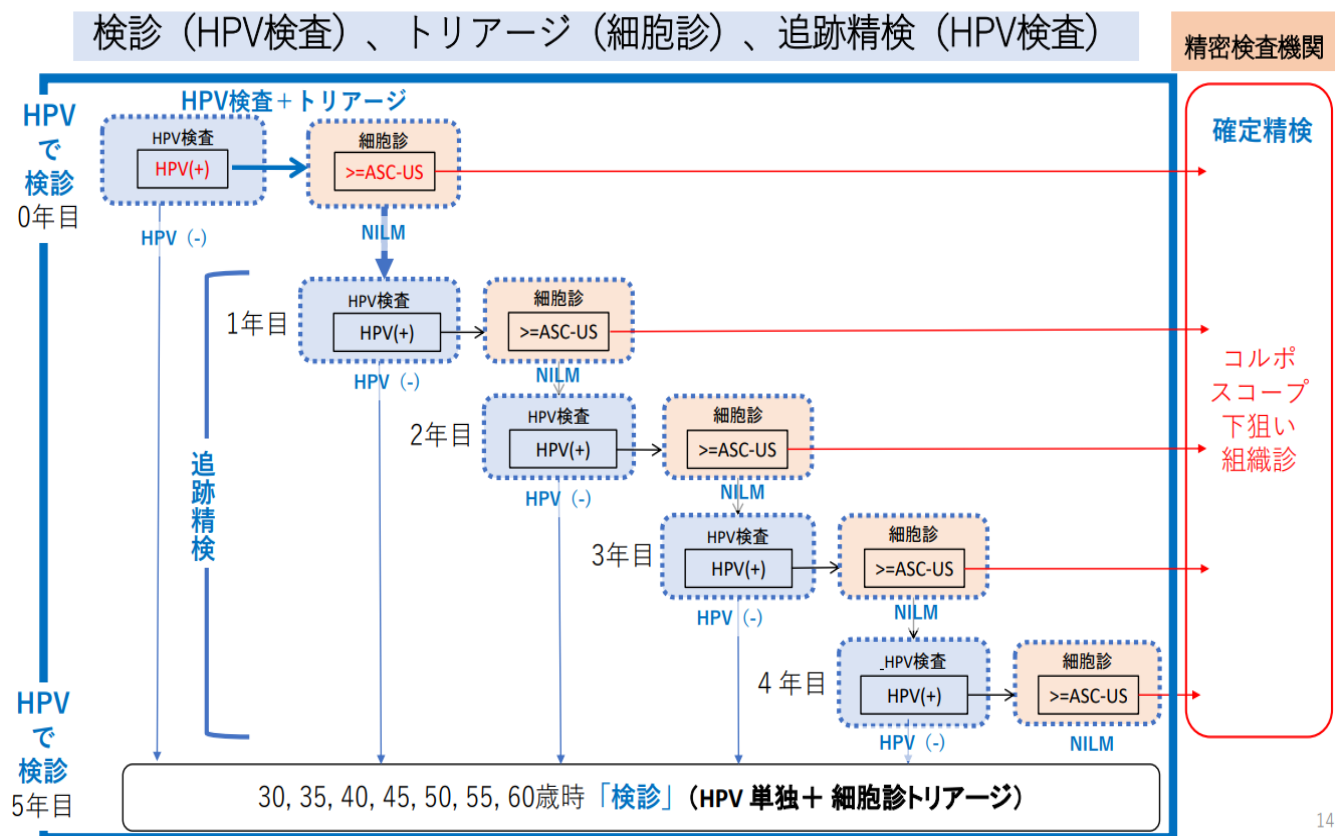 検診（HPV検査）、トリアージ（細胞診）、追跡精検（HPV検査）
精密検査機関
HPV
で
検診
0年目
HPV検査＋トリアージ
HPV検査
HPV(+)
細胞診
>=ASC-US
確定精検
HPV（-）
NILM
追跡精検
1年目
HPV検査
HPV(+)
細胞診
>=ASC-US
HPV（-）
NILM
2年目
HPV検査
HPV(+)
細胞診
>=ASC-US
HPV（-）
NILM
3年目
HPV検査
HPV(+)
細胞診
>=ASC-US
HPV（-）
NILM
４年目
_HPV検査
HPV(+)
細胞診
>=ASC-US
HPV（-）
NILM
コルポ
スコープ
下狙い
組織診
HPV
で
検診
5年目
30, 35, 40, 45, 50, 55, 60歳時「検診」（HPV 単独＋ 細胞診トリアージ）
14